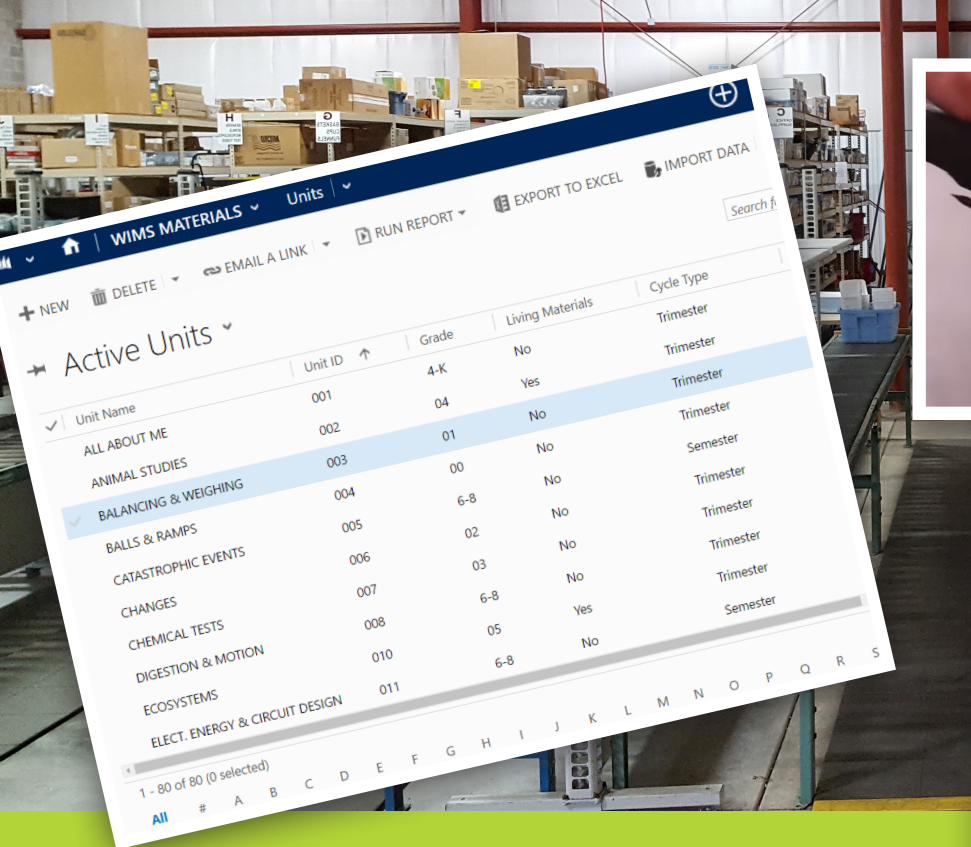 I
H
G
BASKETS
CUPS
FUNNELS
F
C
WIMS MATERIALS Units
NEW DELETE EMAIL A LINK RUN REPORT EXPORT TO EXCEL IMPORT DATA
Active Units Search f
Unit Name Unit ID Grade Living Materials Cycle Type
ALL ABOUT ME 001 4-K No Trimester
ANIMAL STUDIES 002 04 Yes Trimester
BALANCING & WEIGHING 003 01 No Trimester
BALLS & RAMPS 004 00 No Trimester
CATASTROPHIC EVENTS 005 6-8 No Semester
CHANGES 006 02 No Trimester
CHEMICAL TESTS 007 03 No Trimester
DIGESTION & MOTION 008 6-8 No Trimester
ECOSYSTEMS 010 05 Yes Trimester
ELECT. ENERGY & CIRCUIT DESIGN 011 6-8 No Semester
1 - 80 of 80 (0 selected)
All # A B C D E F G H I J K L M N O P Q R S